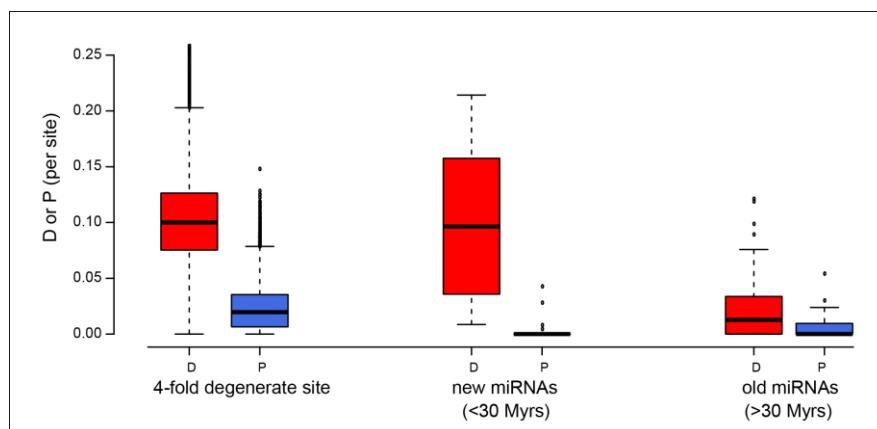 0.25
0.20
0.15
0.10
0.05
0.00
D or P (per site)
D P D P D P
4-fold degenerate site new miRNAs old miRNAs
(<30 Myrs) (>30 Myrs)